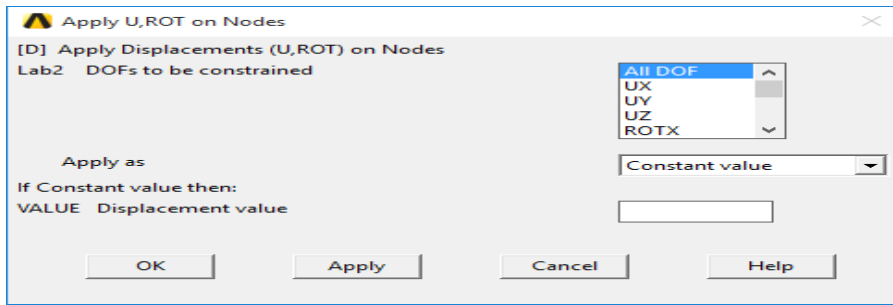 Apply U,ROT on Nodes
[D] Apply Displacements (U,ROT) on Nodes
Lab2 DOFs to be constrained
All DOF
UX
UY
UZ
ROTX
Apply as Constant value
If Constant value then:
VALUE Displacement value
OK Apply Cancel Help